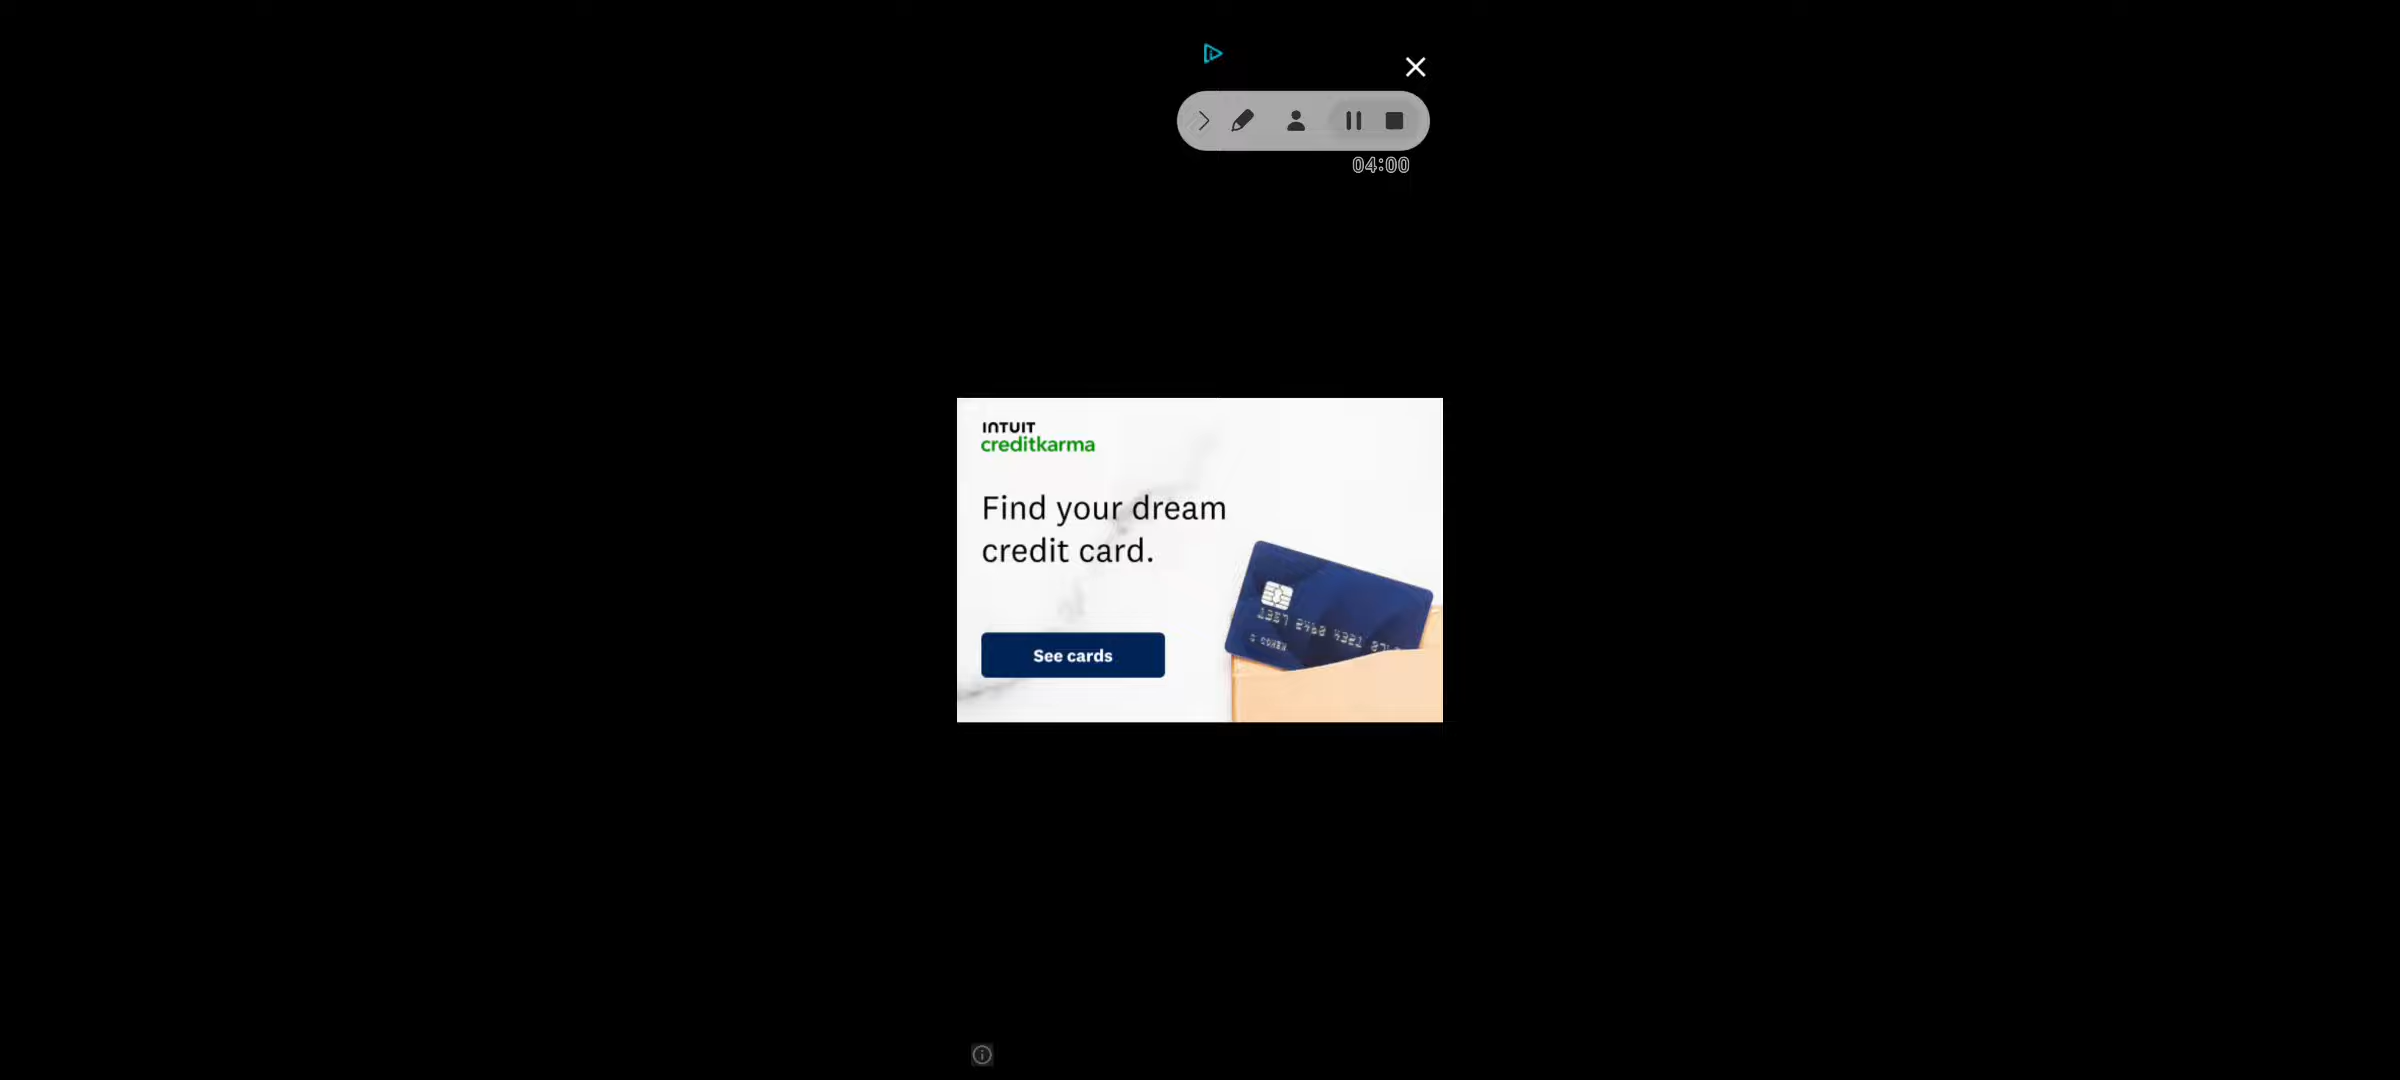 04:00
INTUIT
creditkarma
Find your dream
credit card.
See cards